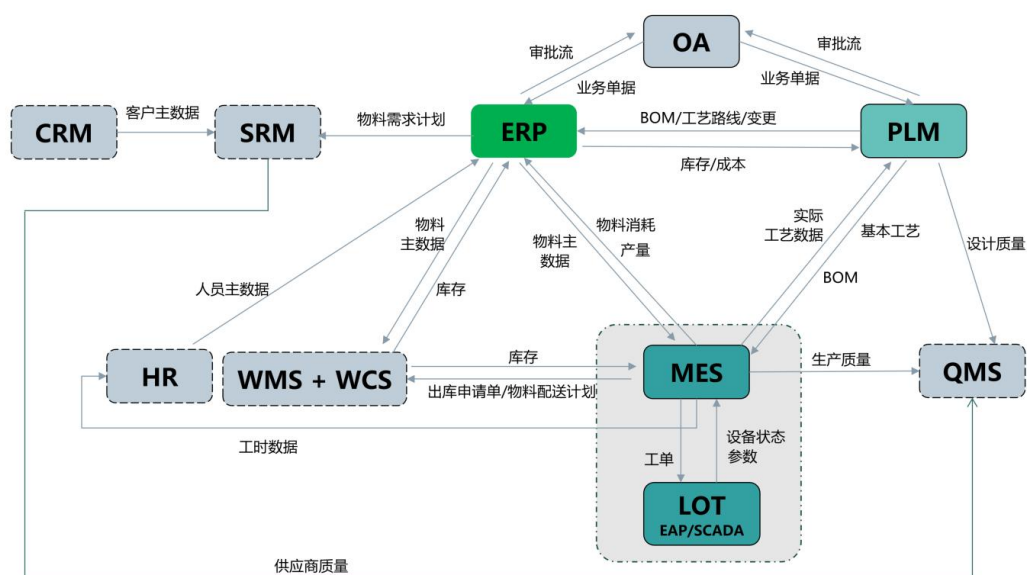 OA
审批流
审批流
业务单据
业务单据
客户主数据
物料需求计划
BOM/工艺路线/变更
CRM
SRM
ERP
PLM
库存/成本
物料
主数据
物料消耗
产量
实际
工艺数据
物料主
数据
基本工艺
设计质量
人员主数据
库存
BOM
库存
生产质量
HR
WMS + WCS
MES
QMS
出库申请单/物料配送计划
工时数据
设备状态
参数
工单
LOT
EAP/SCADA
供应商质量